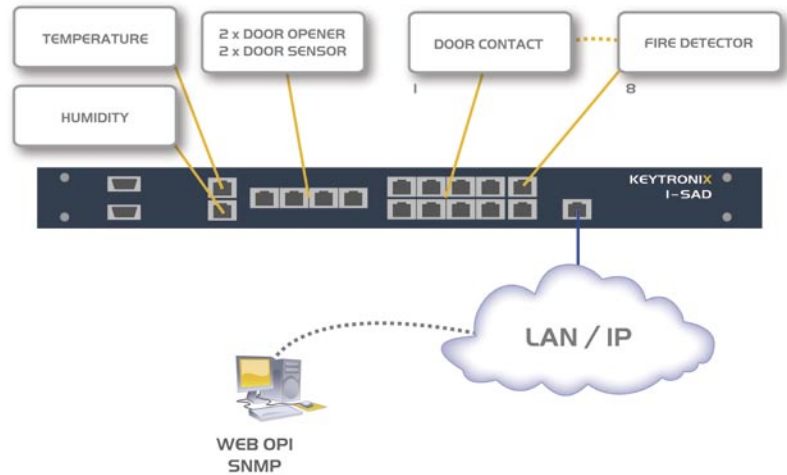 TEMPERATURE
2 x DOOR OPENER
2 x DOOR SENSOR
DOOR CONTACT
FIRE DETECTOR
1
8
HUMIDITY
KEYTRONIX
I-SAD
LAN / IP
WEB OPI
SNMP